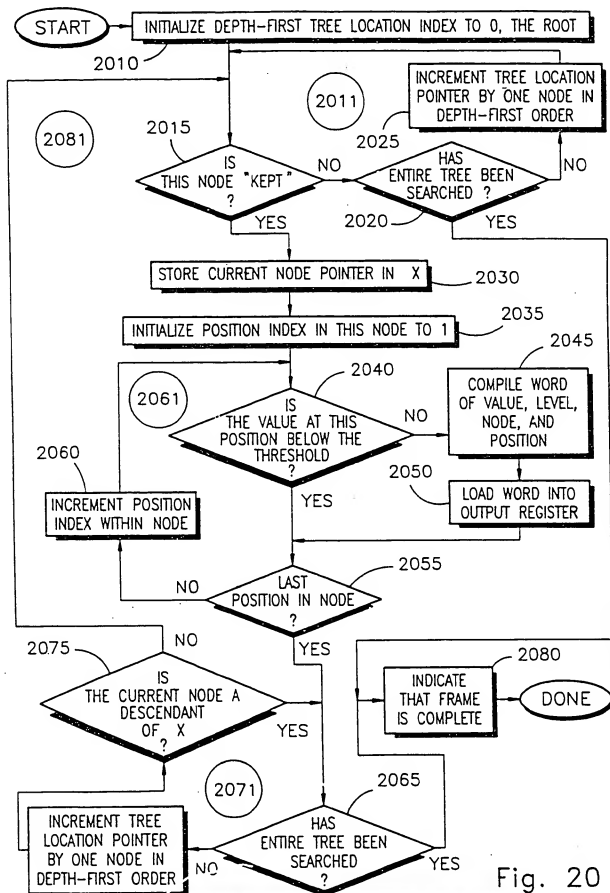 START
INITIALIZE DEPTH-FIRST TREE LOCATION INDEX TO 0, THE ROOT
2010
2011
INCREMENT TREE LOCATION
POINTER BY ONE NODE IN
DEPTH-FIRST ORDER
2025
2081
2015
IS
THIS NODE "KEPT"
?
NO
YES
HAS
ENTIRE TREE BEEN
SEARCHED ?
NO
2020
YES
STORE CURRENT NODE POINTER IN X
2030
INITIALIZE POSITION INDEX IN THIS NODE TO 1
2035
2061
2040
IS
THE VALUE AT THIS
POSITION BELOW THE
THRESHOLD
?
NO
YES
2045
COMPILE WORD
OF VALUE, LEVEL,
NODE, AND
POSITION
2050
LOAD WORD INTO
OUTPUT REGISTER
2060
INCREMENT POSITION
INDEX WITHIN NODE
NO
LAST
POSITION IN NODE
?
2055
YES
NO
2075
IS
THE CURRENT NODE A
DESCENDANT
OF X
?
YES
2080
INDICATE
THAT FRAME
IS COMPLETE
DONE
2071
2065
INCREMENT TREE
LOCATION POINTER
BY ONE NODE IN
DEPTH-FIRST ORDER
NO
HAS
ENTIRE TREE BEEN
SEARCHED
?
YES
Fig. 20